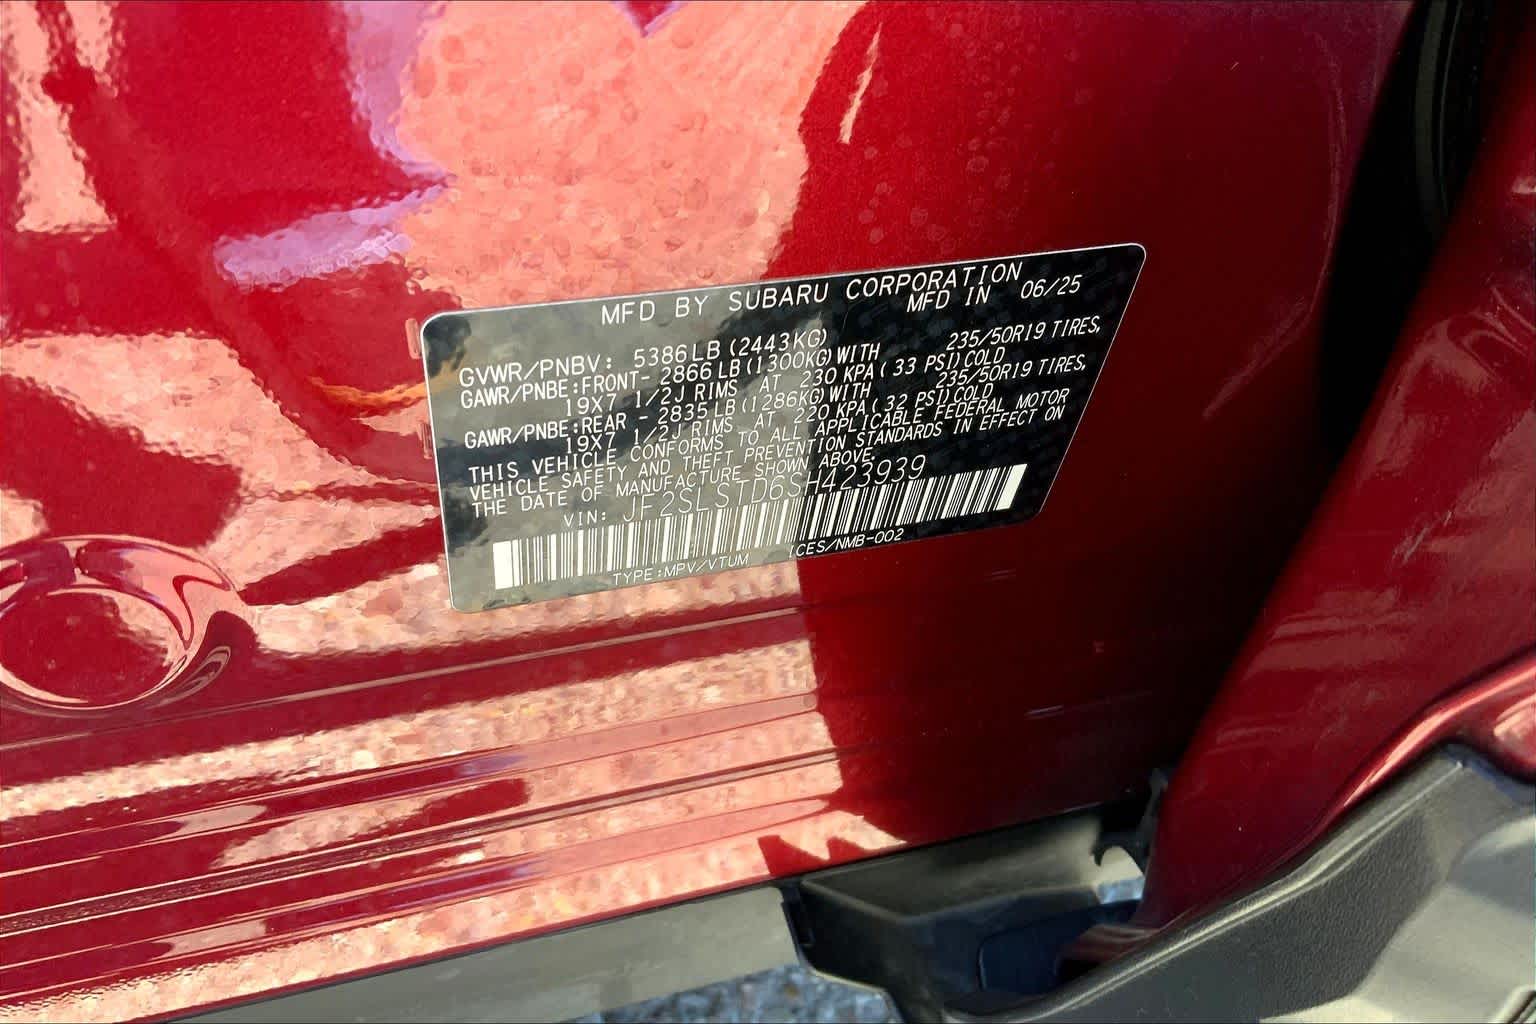 MFD BY SUBARU CORPORATION
MFD IN 06/25
GVWR/PNBV: 5386LB (2443KG)
GAWR/PNBE:FRONT- 2866LB(1300KG)WITH 235/50R19 TIRES,
19X7 1/2J RIMS AT 230 KPA( 33 PSI)COLD
GAWR/PNBE:REAR - 2835LB(1286KG)WITH 235/50R19 TIRES,
19X7 1/2J RIMS AT 220 KPA( 32 PSI)COLD
THIS VEHICLE CONFORMS TO ALL APPLICABLE FEDERAL MOTOR
VEHICLE SAFETY AND THEFT PREVENTION STANDARDS IN EFFECT ON
THE DATE OF MANUFACTURE SHOWN ABOVE.
VIN: JF2SLSTD6SH423939
TYPE:MPV/VTUM ICES/NMB-002